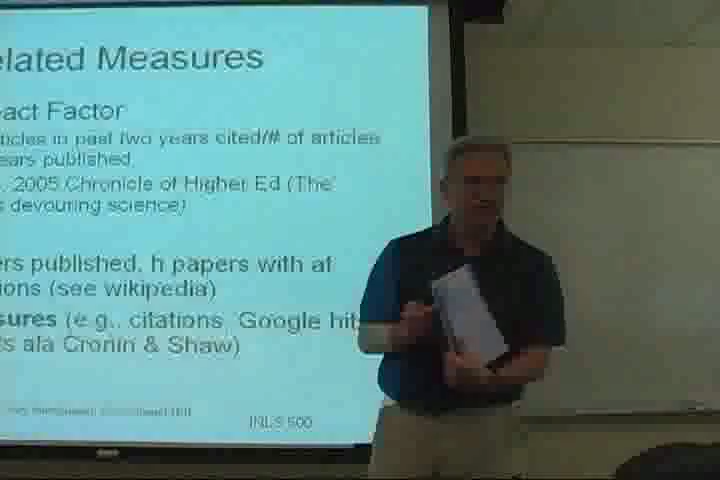 elated Measures
act Factor
ticles in past two years cited/# of articles
ears published.
. 2005 Chronicle of Higher Ed (The
s devouring science)
ers published, h papers with at
ions (see wikipedia)
sures (e.g., citations, Google hit
s ala Cronin & Shaw)
INLS 500